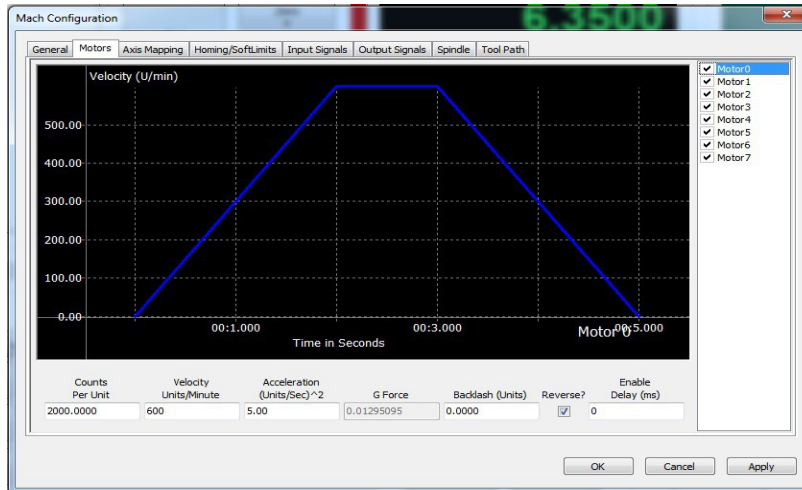 6.3500
Mach Configuration
General Motors Axis Mapping Homing/SoftLimits Input Signals Output Signals Spindle Tool Path
Velocity (U/min)
500.00
400.00
300.00
200.00
100.00
0.00
00:1.000 00:3.000 00:5.000
Time in Seconds
Motor 0
Motor0
Motor1
Motor2
Motor3
Motor4
Motor5
Motor6
Motor7
Counts Per Unit
2000.0000
Velocity Units/Minute
600
Acceleration (Units/Sec)^2
5.00
G Force
0.01295095
Backlash (Units)
0.0000
Reverse?
Enable Delay (ms)
0
OK Cancel Apply